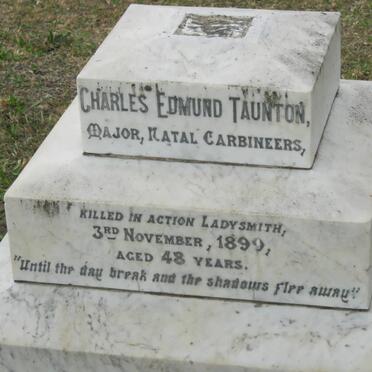 Charles Edmund Taunton,
Major, Natal Carbineers,
Killed in action Ladysmith,
3rd November, 1899,
aged 48 years.
"Until the day break and the shadows flee away"